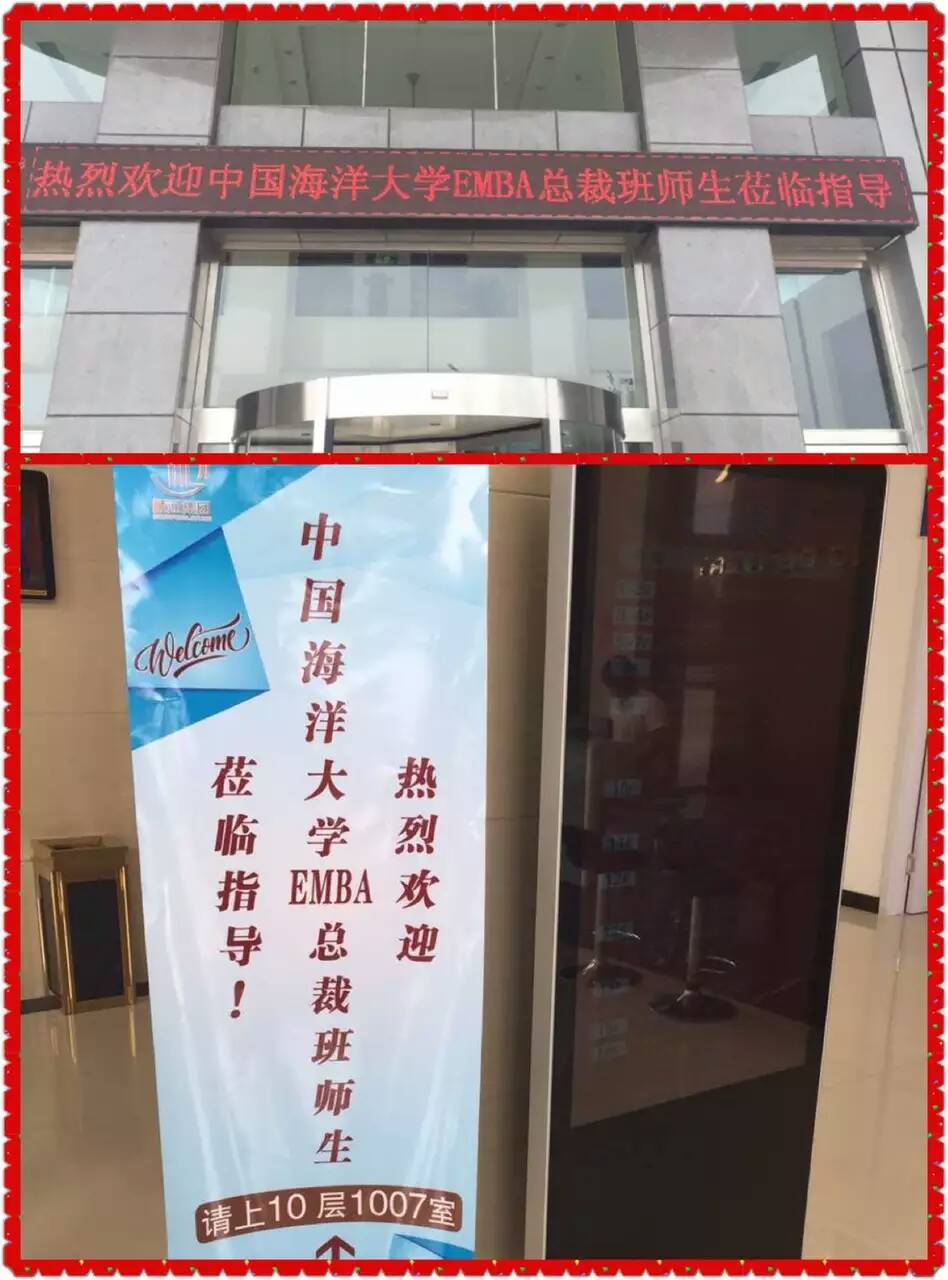 热烈欢迎中国海洋大学EMBA总裁班师生莅临指导
Welcome
热烈欢迎
中国海洋大学EMBA总裁班师生
莅临指导！
请上10层1007室